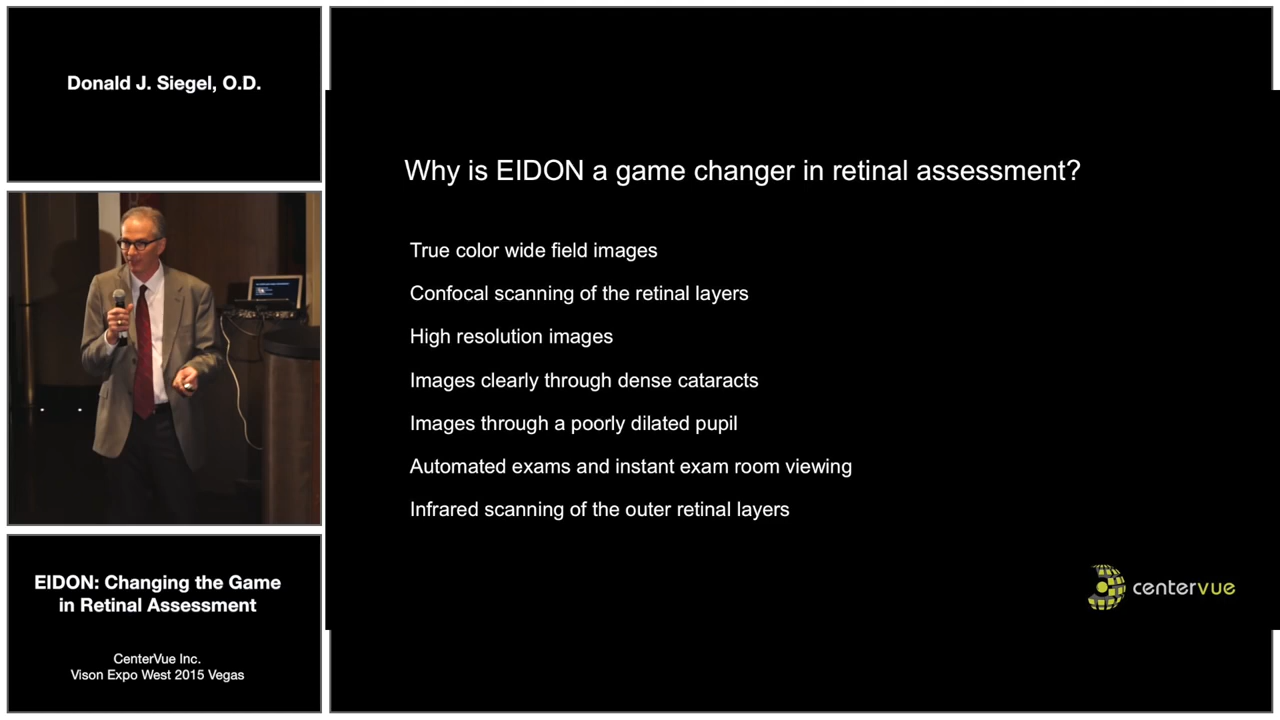 Donald J. Siegel, O.D.
EIDON: Changing the Game
in Retinal Assessment
CenterVue Inc.
Vison Expo West 2015 Vegas
Why is EIDON a game changer in retinal assessment?
True color wide field images
Confocal scanning of the retinal layers
High resolution images
Images clearly through dense cataracts
Images through a poorly dilated pupil
Automated exams and instant exam room viewing
Infrared scanning of the outer retinal layers
centervue